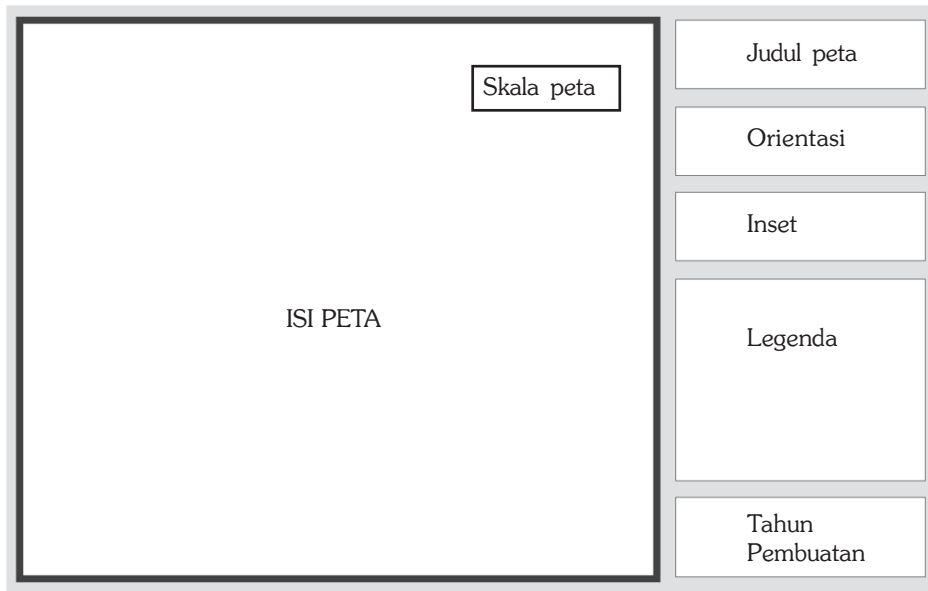 Skala peta
ISI PETA
Judul peta
Orientasi
Inset
Legenda
Tahun
Pembuatan